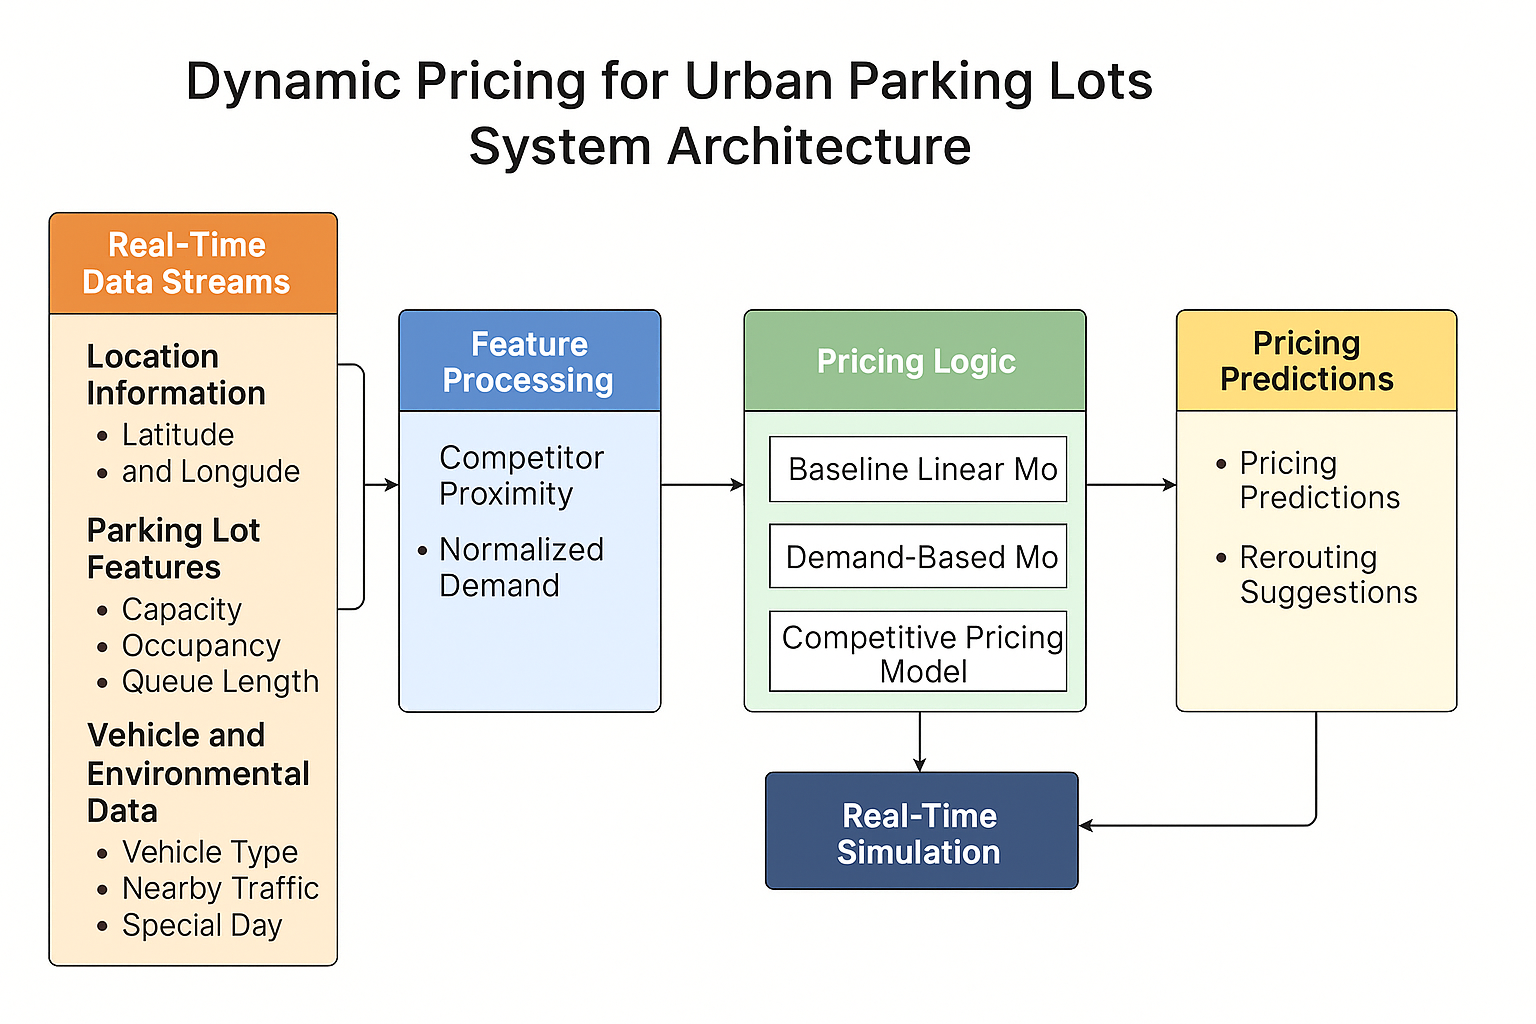 Dynamic Pricing for Urban Parking Lots
System Architecture
Real-Time
Data Streams
Location
Information
• Latitude
• and Longude
Parking Lot
Features
• Capacity
• Occupancy
• Queue Length
Vehicle and
Environmental
Data
• Vehicle Type
• Nearby Traffic
• Special Day
Feature
Processing
Competitor
Proximity
• Normalized
Demand
Pricing Logic
Baseline Linear Mo
Demand-Based Mo
Competitive Pricing
Model
Pricing
Predictions
• Pricing
Predictions
• Rerouting
Suggestions
Real-Time
Simulation